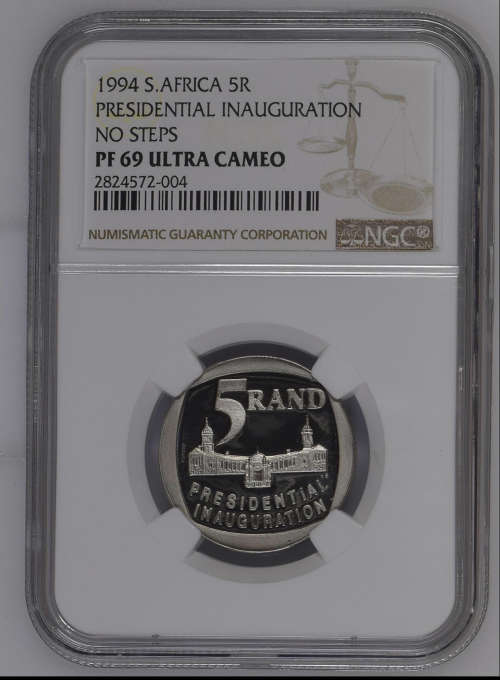 1994 S.AFRICA 5R
PRESIDENTIAL INAUGURATION
NO STEPS
PF 69 ULTRA CAMEO
2824572-004
NUMISMATIC GUARANTY CORPORATION
NGC®
5 RAND
PRESIDENTIAL
INAUGURATION